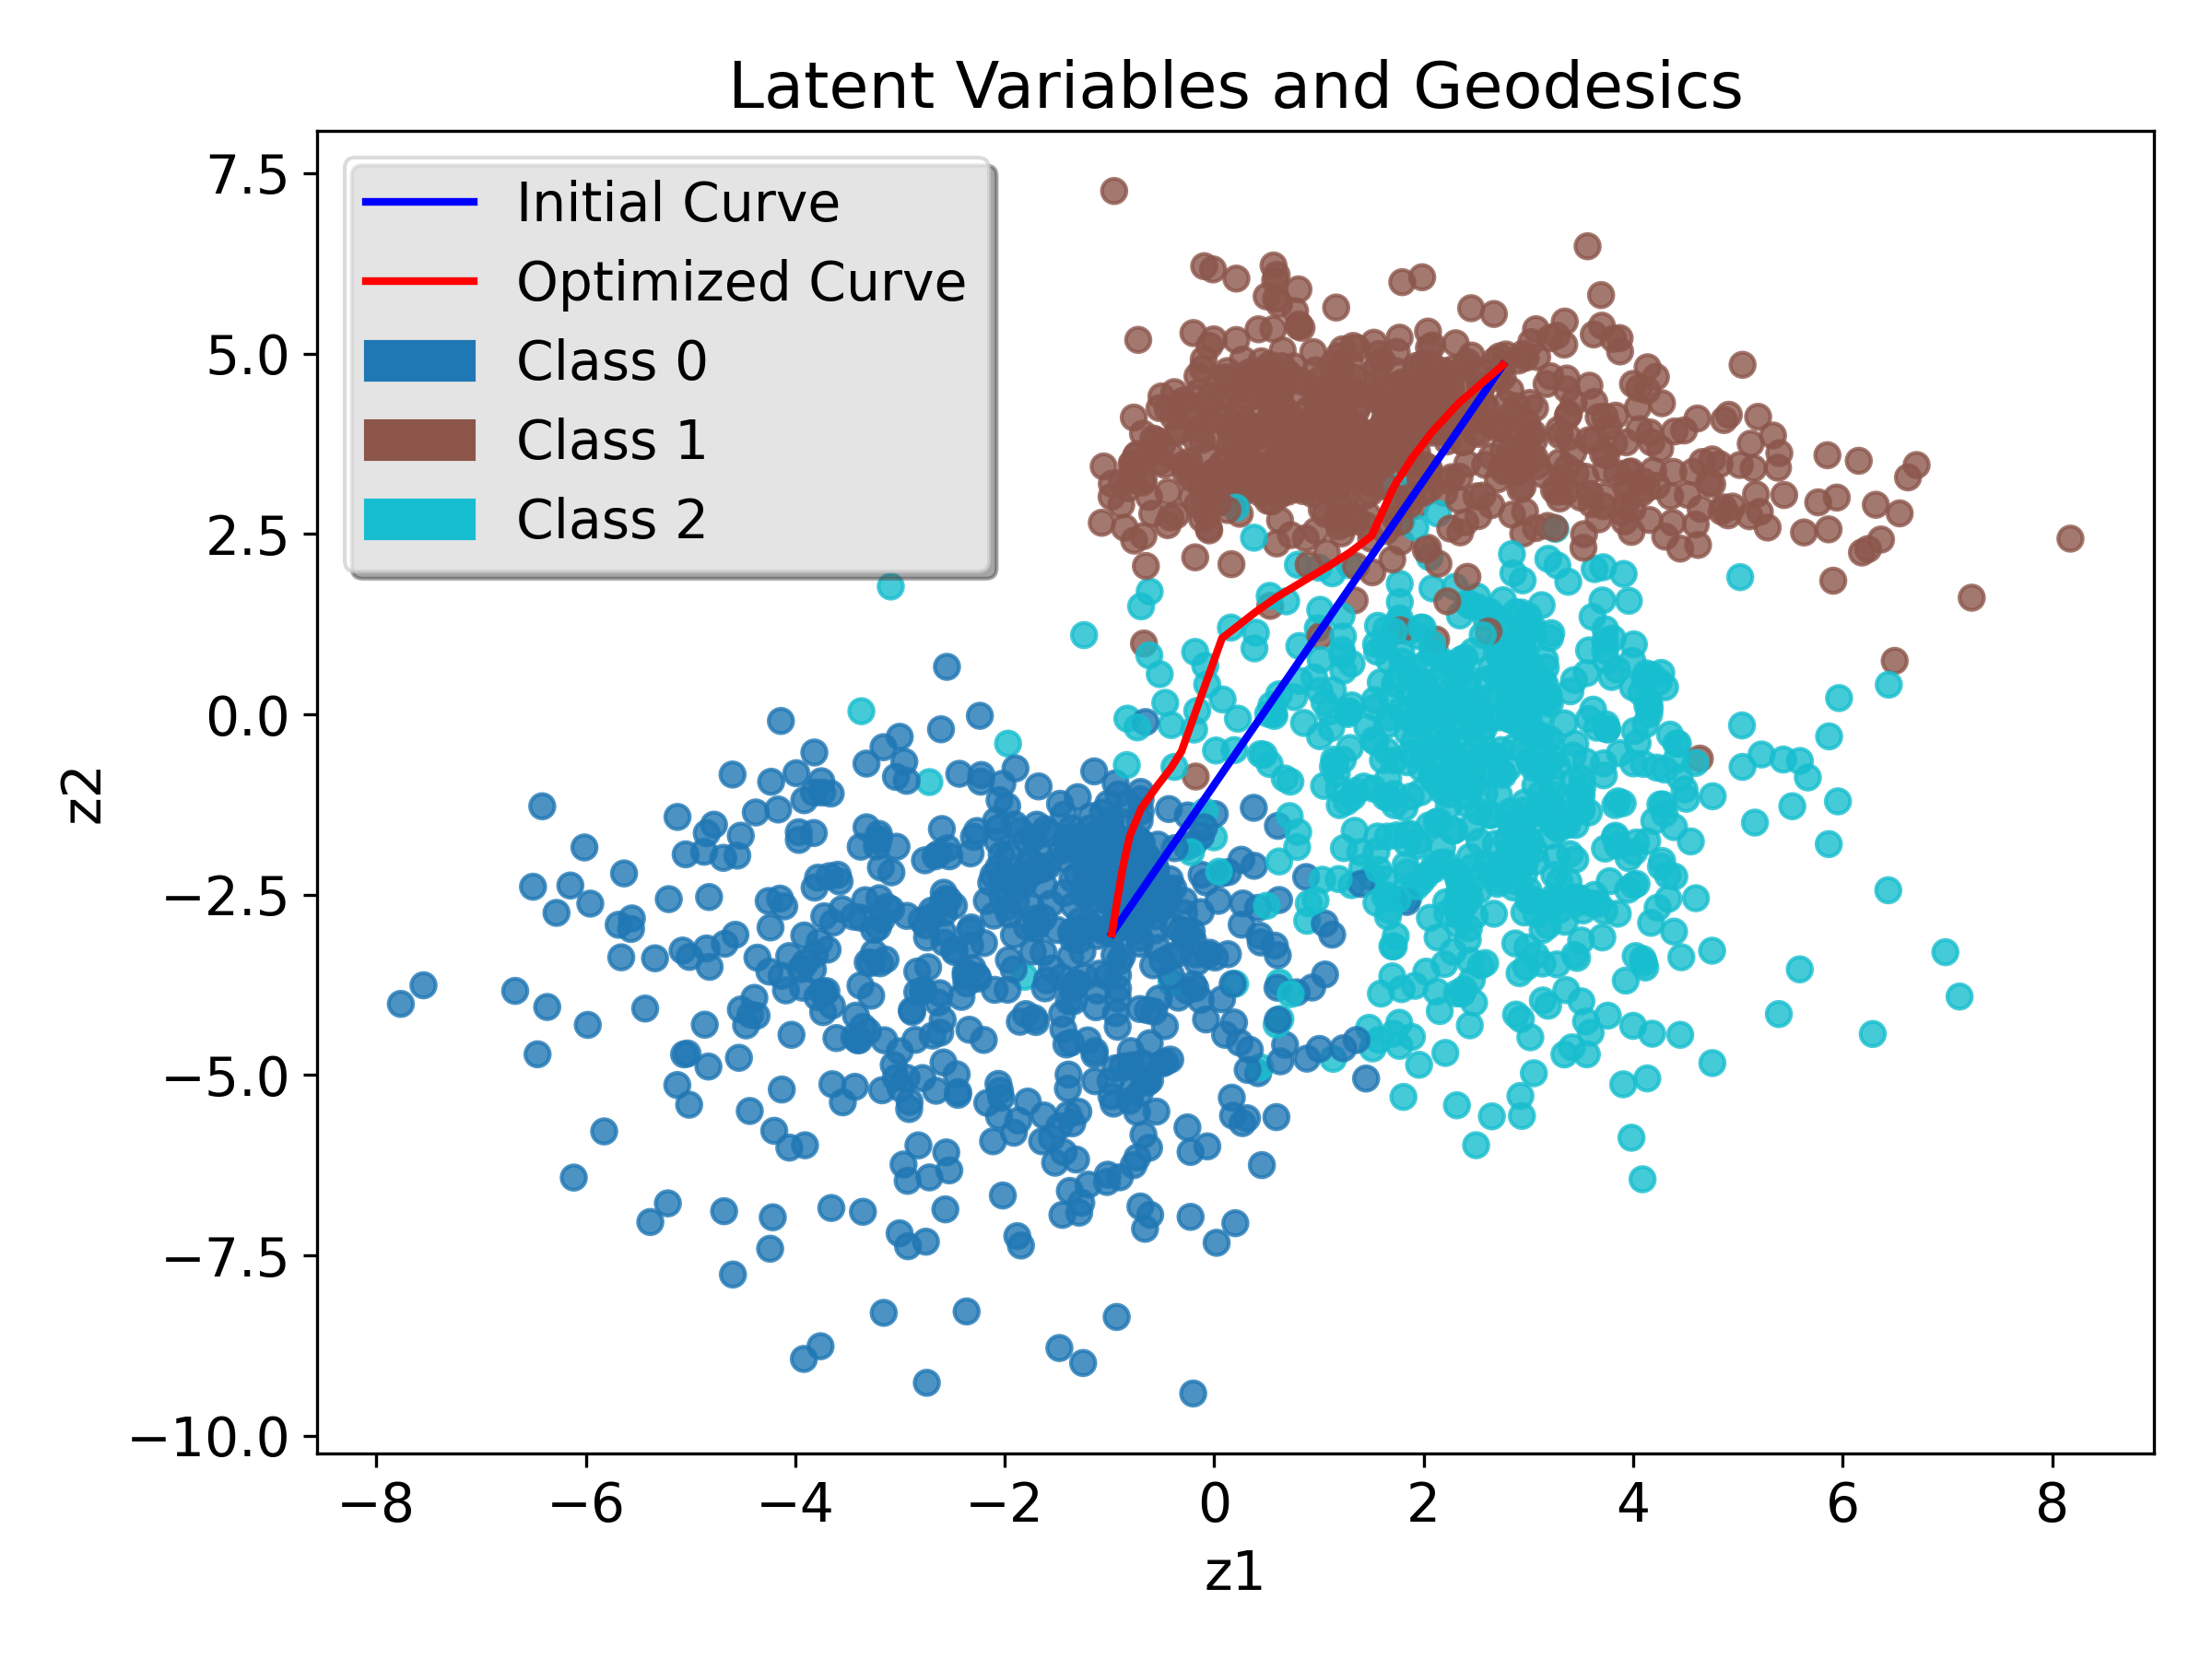 Latent Variables and Geodesics
Initial Curve
Optimized Curve
Class 0
Class 1
Class 2
7.5
5.0
2.5
0.0
−2.5
−5.0
−7.5
−10.0
z2
−8 −6 −4 −2 0 2 4 6 8
z1